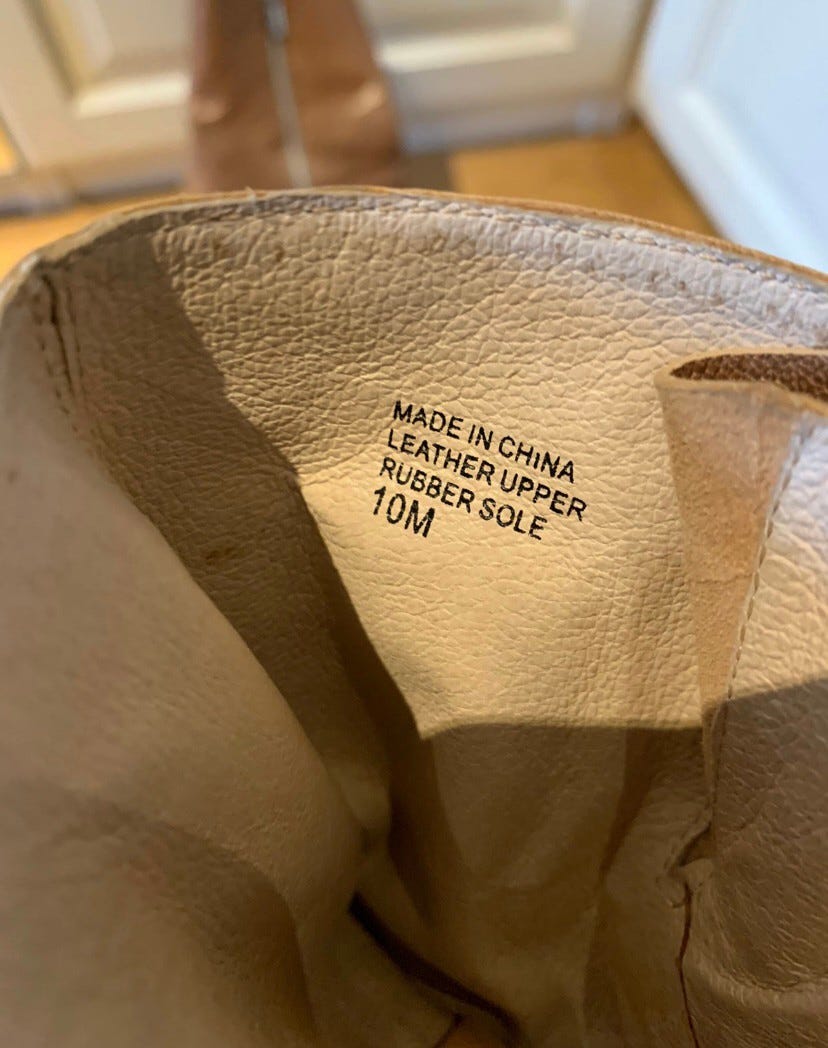 MADE IN CHINA
LEATHER UPPER
RUBBER SOLE
10M